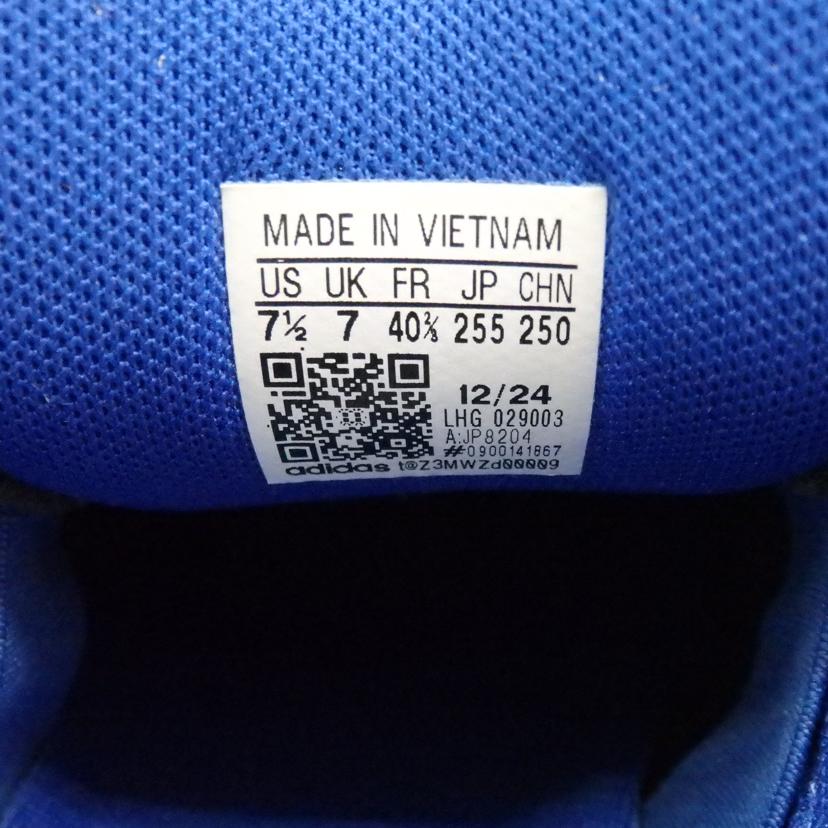 MADE IN VIETNAM
US UK FR JP CHN
7½ 7 40⅔ 255 250
12/24
LHG 029003
A:JP8204
#0900141867
adidas t@Z3MWZd00009